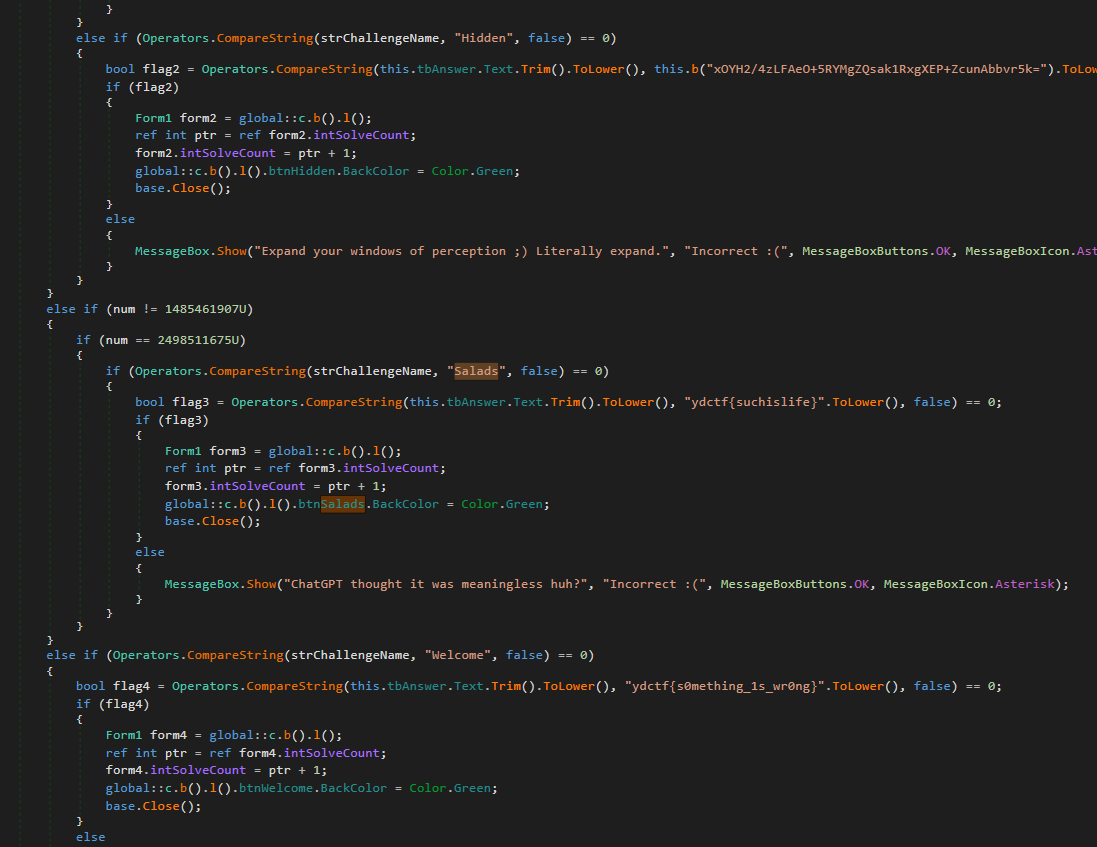 }
}
else if (Operators.CompareString(strChallengeName, "Hidden", false) == 0)
{
bool flag2 = Operators.CompareString(this.tbAnswer.Text.Trim().ToLower(), this.b("xOYH2/4zLFAeO+5RYMgZQsak1RxgXEP+ZcunAbbvr5k=").ToLow
if (flag2)
{
Form1 form2 = global::c.b().l();
ref int ptr = ref form2.intSolveCount;
form2.intSolveCount = ptr + 1;
global::c.b().l().btnHidden.BackColor = Color.Green;
base.Close();
}
else
{
MessageBox.Show("Expand your windows of perception ;) Literally expand.", "Incorrect :(", MessageBoxButtons.OK, MessageBoxIcon.Ast
}
}
}
else if (num != 1485461907U)
{
if (num == 2498511675U)
{
if (Operators.CompareString(strChallengeName, "Salads", false) == 0)
{
bool flag3 = Operators.CompareString(this.tbAnswer.Text.Trim().ToLower(), "ydctf{suchislife}".ToLower(), false) == 0;
if (flag3)
{
Form1 form3 = global::c.b().l();
ref int ptr = ref form3.intSolveCount;
form3.intSolveCount = ptr + 1;
global::c.b().l().btnSalads.BackColor = Color.Green;
base.Close();
}
else
{
MessageBox.Show("ChatGPT thought it was meaningless huh?", "Incorrect :(", MessageBoxButtons.OK, MessageBoxIcon.Asterisk);
}
}
}
}
else if (Operators.CompareString(strChallengeName, "Welcome", false) == 0)
{
bool flag4 = Operators.CompareString(this.tbAnswer.Text.Trim().ToLower(), "ydctf{s0mething_1s_wr0ng}".ToLower(), false) == 0;
if (flag4)
{
Form1 form4 = global::c.b().l();
ref int ptr = ref form4.intSolveCount;
form4.intSolveCount = ptr + 1;
global::c.b().l().btnWelcome.BackColor = Color.Green;
base.Close();
}
else